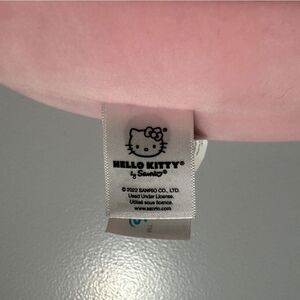 HELLO KITTY®
by Sanrio®
© 2022 SANRIO CO., LTD.
Used Under License.
Utilisé sous licence.
www.sanrio.com